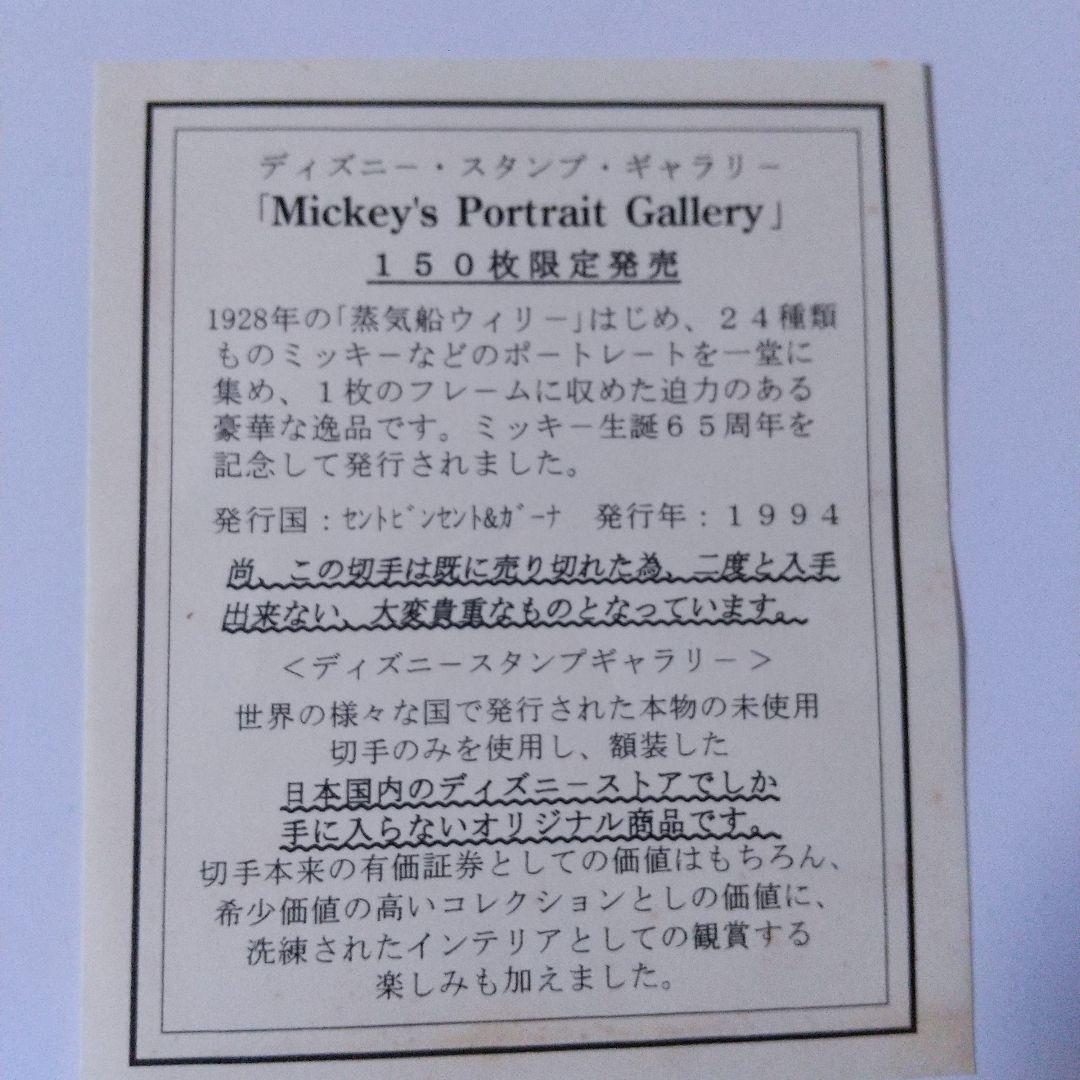 ディズニー・スタンプ・ギャラリー
「Mickey's Portrait Gallery」
１５０枚限定発売
1928年の「蒸気船ウィリー」はじめ、２４種類
ものミッキーなどのポートレートを一堂に
集め、１枚のフレームに収めた迫力のある
豪華な逸品です。ミッキー生誕６５周年を
記念して発行されました。
発行国：ｾﾝﾄﾋﾞﾝｾﾝﾄ&ｶﾞｰﾅ　発行年：１９９４
尚、この切手は既に売り切れた為、二度と入手
出来ない、大変貴重なものとなっています。
＜ディズニースタンプギャラリー＞
世界の様々な国で発行された本物の未使用
切手のみを使用し、額装した
日本国内のディズニーストアでしか
手に入らないオリジナル商品です。
切手本来の有価証券としての価値はもちろん、
希少価値の高いコレクションとしの価値に、
洗練されたインテリアとしての観賞する
楽しみも加えました。